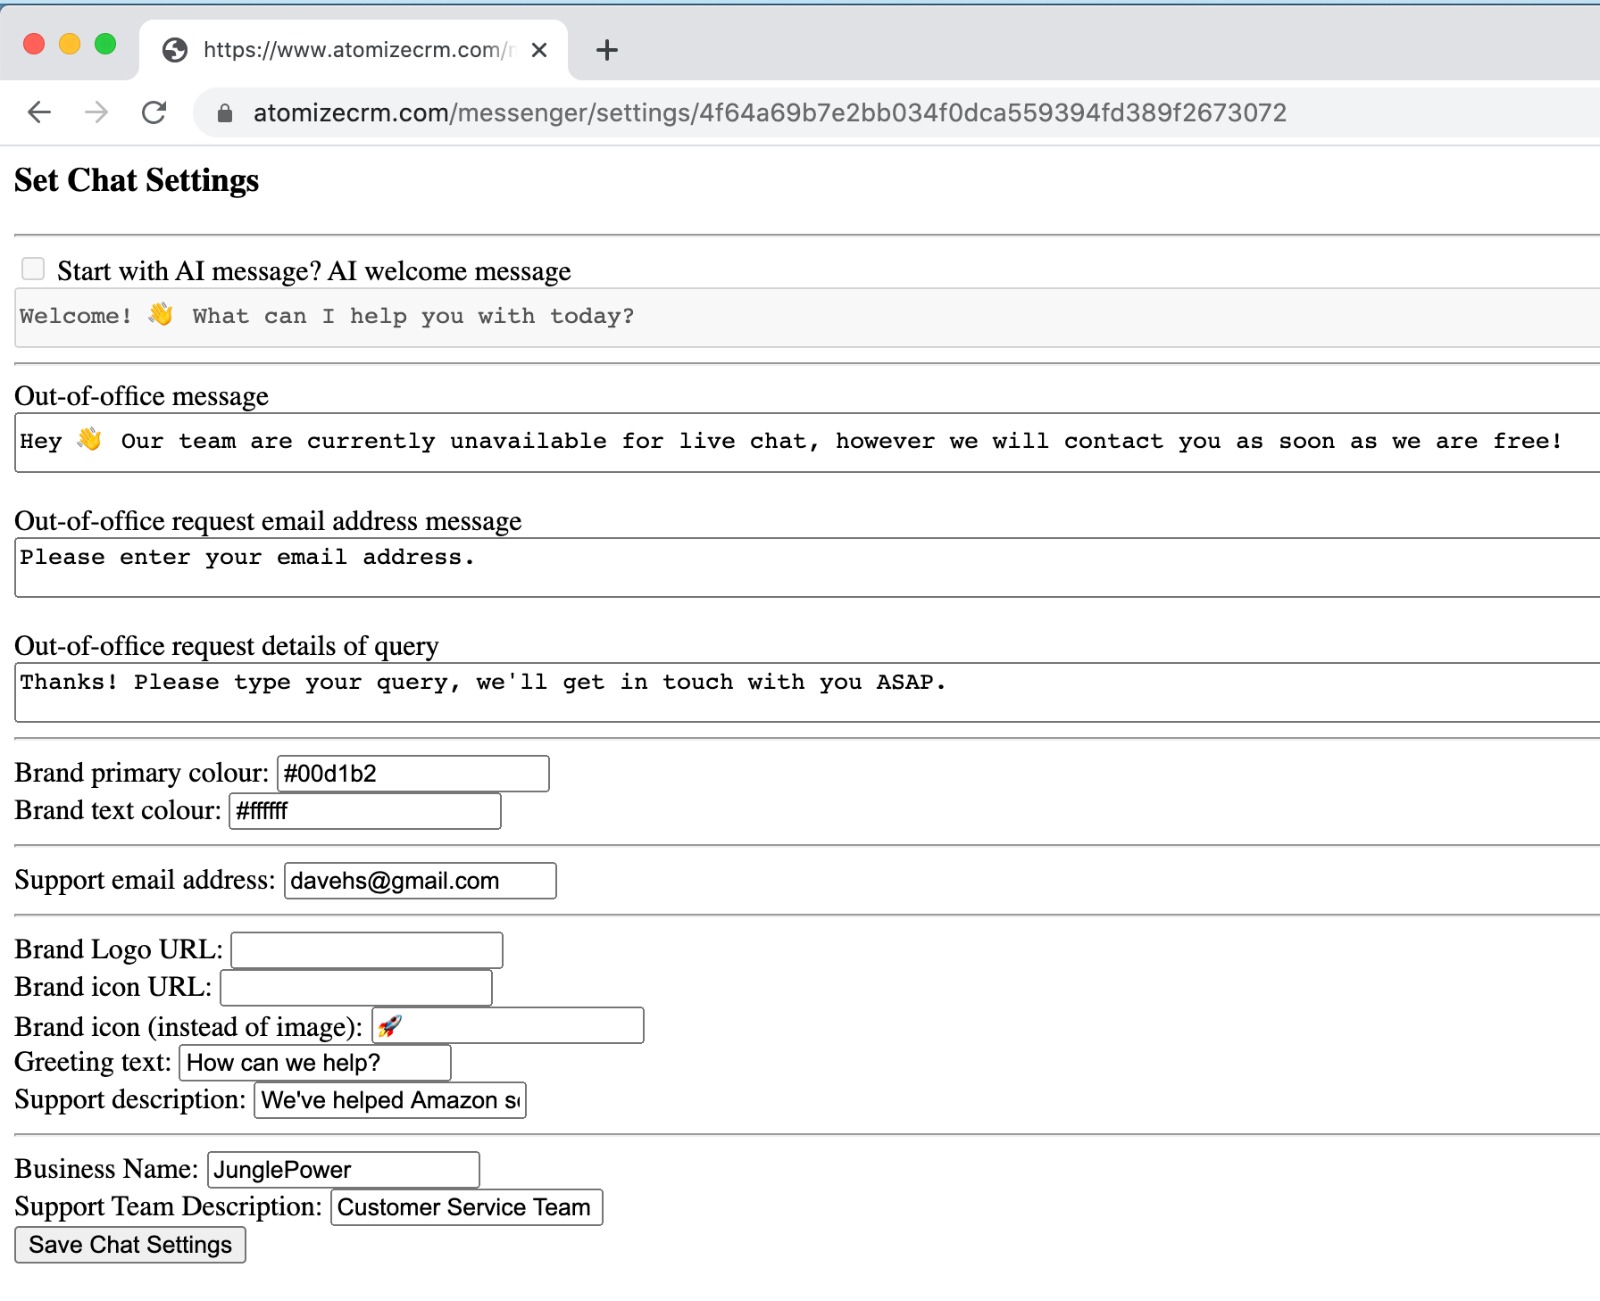 https://www.atomizecrm.com/
atomizecrm.com/messenger/settings/4f64a69b7e2bb034f0dca559394fd389f2673072
Set Chat Settings
Start with AI message? AI welcome message
Welcome! 👋 What can I help you with today?
Out-of-office message
Hey 👋 Our team are currently unavailable for live chat, however we will contact you as soon as we are free!
Out-of-office request email address message
Please enter your email address.
Out-of-office request details of query
Thanks! Please type your query, we'll get in touch with you ASAP.
Brand primary colour: #00d1b2
Brand text colour: #ffffff
Support email address: davehs@gmail.com
Brand Logo URL:
Brand icon URL:
Brand icon (instead of image): 🚀
Greeting text: How can we help?
Support description: We've helped Amazon
Business Name: JunglePower
Support Team Description: Customer Service Team
Save Chat Settings